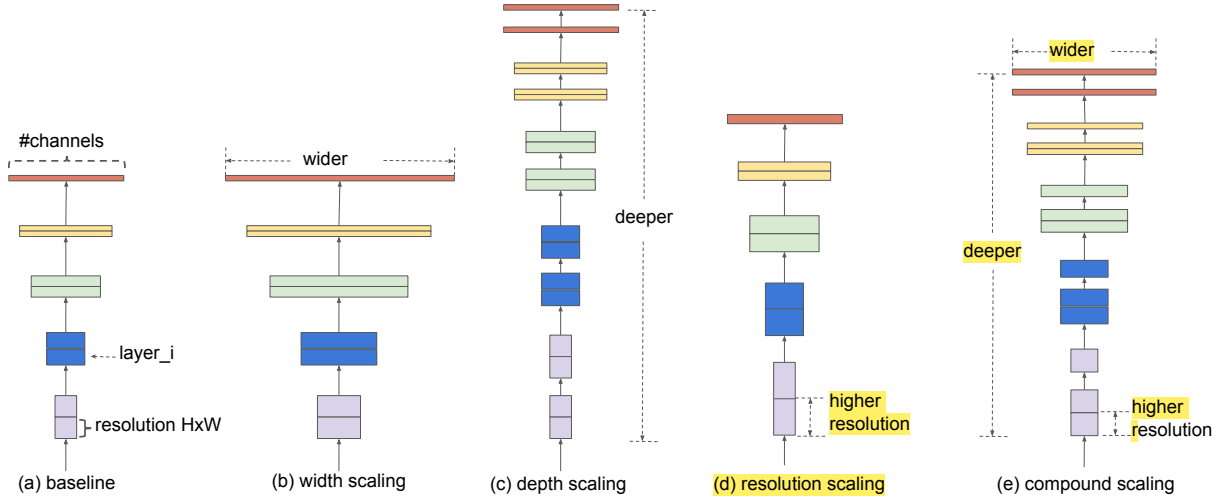 #channels
layer_i
resolution HxW
(a) baseline
wider
(b) width scaling
deeper
(c) depth scaling
higher
resolution
(d) resolution scaling
wider
deeper
higher
resolution
(e) compound scaling